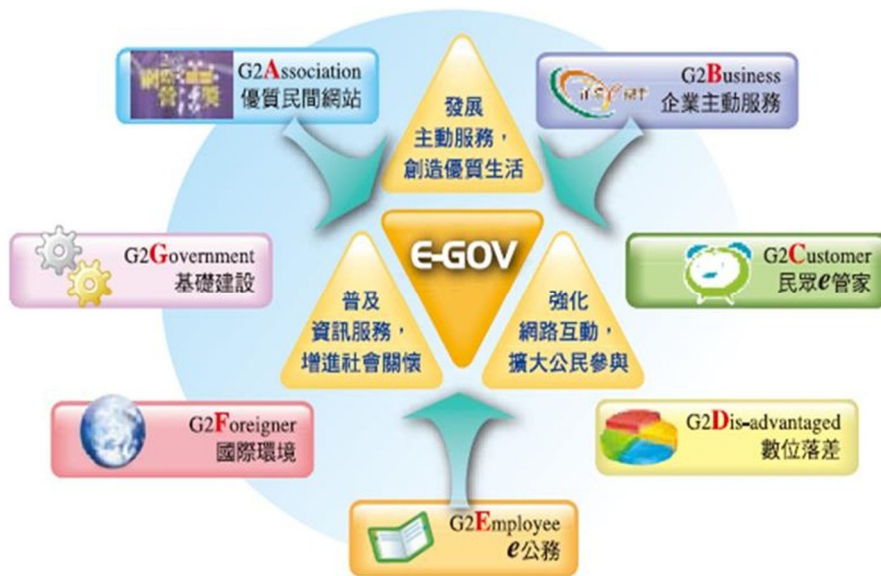 G2Association
優質民間網站
G2Business
企業主動服務
發展
主動服務，
創造優質生活
G2Government
基礎建設
E-GOV
G2Customer
民眾e管家
普及
資訊服務，
增進社會關懷
強化
網路互動，
擴大公民參與
G2Foreigner
國際環境
G2Dis-advantaged
數位落差
G2Employee
e公務